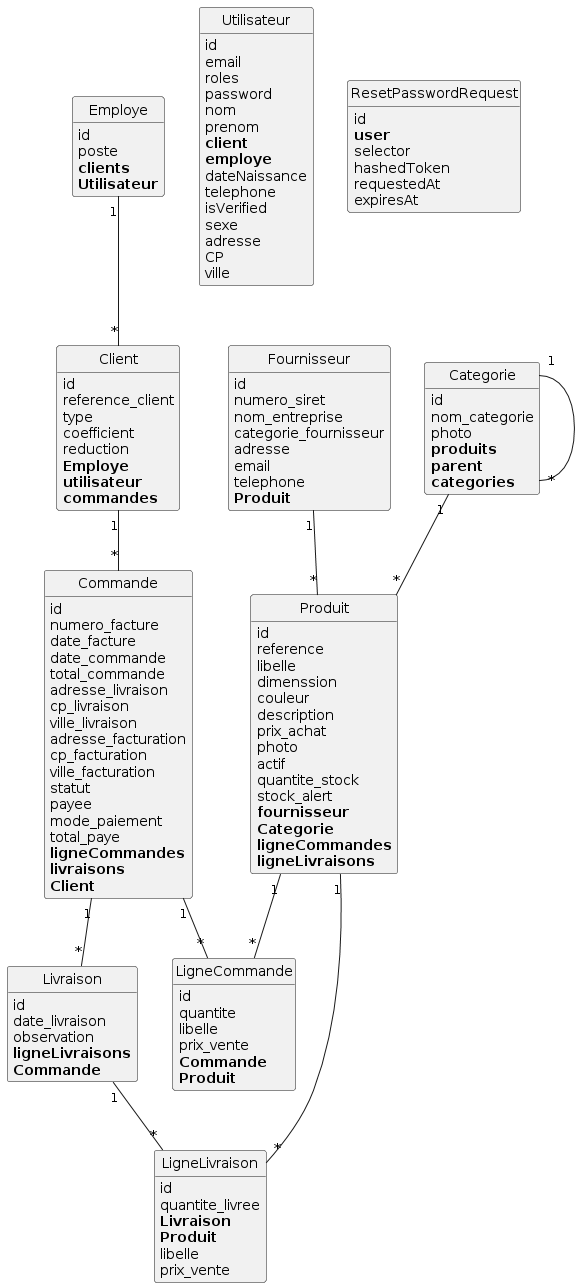 Utilisateur
id
email
roles
password
nom
prenom
client
employe
dateNaissance
telephone
isVerified
sexe
adresse
CP
ville
ResetPasswordRequest
id
user
selector
hashedToken
requestedAt
expiresAt
Employe
id
poste
clients
Utilisateur
1
*
Client
id
reference_client
type
coefficient
reduction
Employe
utilisateur
commandes
1
*
Fournisseur
id
numero_siret
nom_entreprise
categorie_fournisseur
adresse
email
telephone
Produit
1
*
Categorie
id
nom_categorie
photo
produits
parent
categories
1
*
1
*
Commande
id
numero_facture
date_facture
date_commande
total_commande
adresse_livraison
cp_livraison
ville_livraison
adresse_facturation
cp_facturation
ville_facturation
statut
payee
mode_paiement
total_paye
ligneCommandes
livraisons
Client
1
*
1
*
Produit
id
reference
libelle
dimenssion
couleur
description
prix_achat
photo
actif
quantite_stock
stock_alert
fournisseur
Categorie
ligneCommandes
ligneLivraisons
1
*
1
*
Livraison
id
date_livraison
observation
ligneLivraisons
Commande
1
*
LigneCommande
id
quantite
libelle
prix_vente
Commande
Produit
LigneLivraison
id
quantite_livree
Livraison
Produit
libelle
prix_vente